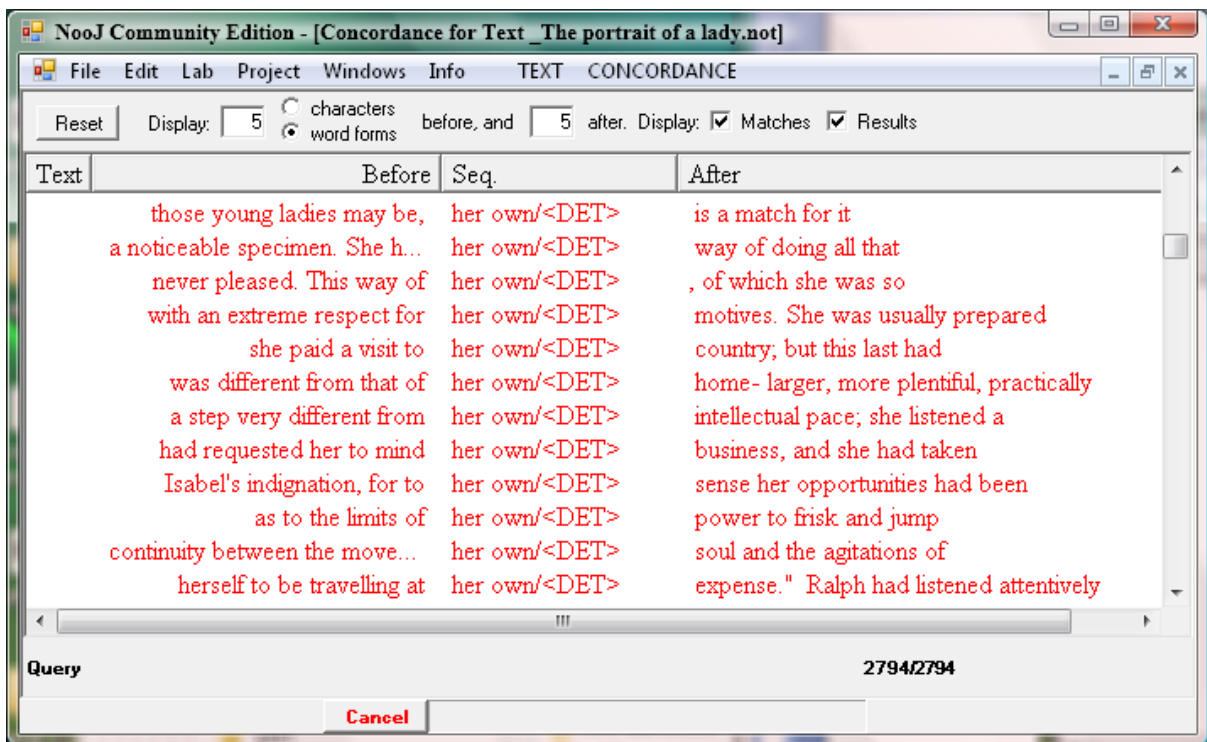 NooJ Community Edition - [Concordance for Text _The portrait of a lady.not]
File Edit Lab Project Windows Info TEXT CONCORDANCE
Reset Display: 5 characters word forms before, and 5 after. Display: Matches Results
Text Before Seq. After
those young ladies may be, her own/<DET> is a match for it
a noticeable specimen. She h... her own/<DET> way of doing all that
never pleased. This way of her own/<DET> , of which she was so
with an extreme respect for her own/<DET> motives. She was usually prepared
she paid a visit to her own/<DET> country; but this last had
was different from that of her own/<DET> home- larger, more plentiful, practically
a step very different from her own/<DET> intellectual pace; she listened a
had requested her to mind her own/<DET> business, and she had taken
Isabel's indignation, for to her own/<DET> sense her opportunities had been
as to the limits of her own/<DET> power to frisk and jump
continuity between the move... her own/<DET> soul and the agitations of
herself to be travelling at her own/<DET> expense." Ralph had listened attentively
Query 2794/2794
Cancel